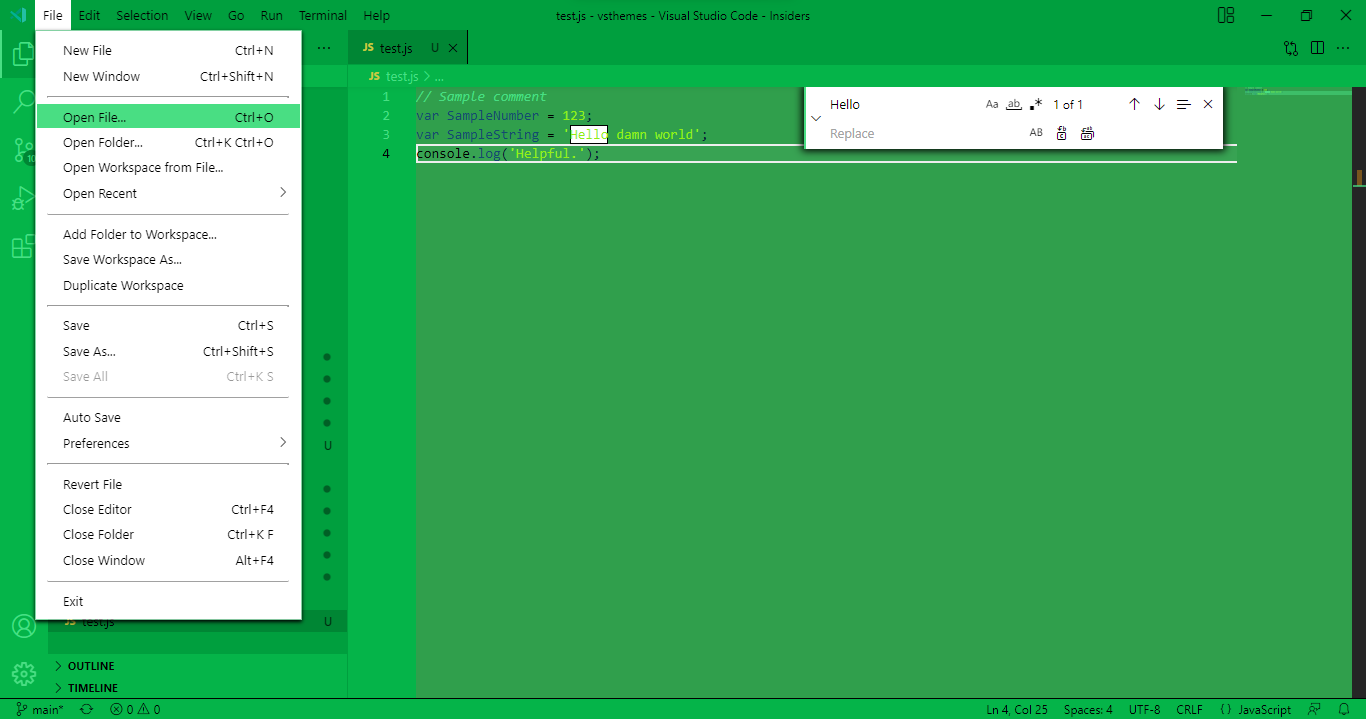 File Edit Selection View Go Run Terminal Help test.js - vsthemes - Visual Studio Code - Insiders
New File Ctrl+N
New Window Ctrl+Shift+N
Open File... Ctrl+O
Open Folder... Ctrl+K Ctrl+O
Open Workspace from File...
Open Recent
Add Folder to Workspace...
Save Workspace As...
Duplicate Workspace
Save Ctrl+S
Save As... Ctrl+Shift+S
Save All Ctrl+K S
Auto Save
Preferences
Revert File
Close Editor Ctrl+F4
Close Folder Ctrl+K F
Close Window Alt+F4
Exit
10
U
JS test.js U
OUTLINE
TIMELINE
JS test.js U
JS test.js > ...
1 // Sample comment
2 var SampleNumber = 123;
3 var SampleString = 'Hello damn world';
4 console.log('Helpful.');
Hello Aa ab .* 1 of 1
Replace AB
main* 0 0 Ln 4, Col 25 Spaces: 4 UTF-8 CRLF {} JavaScript